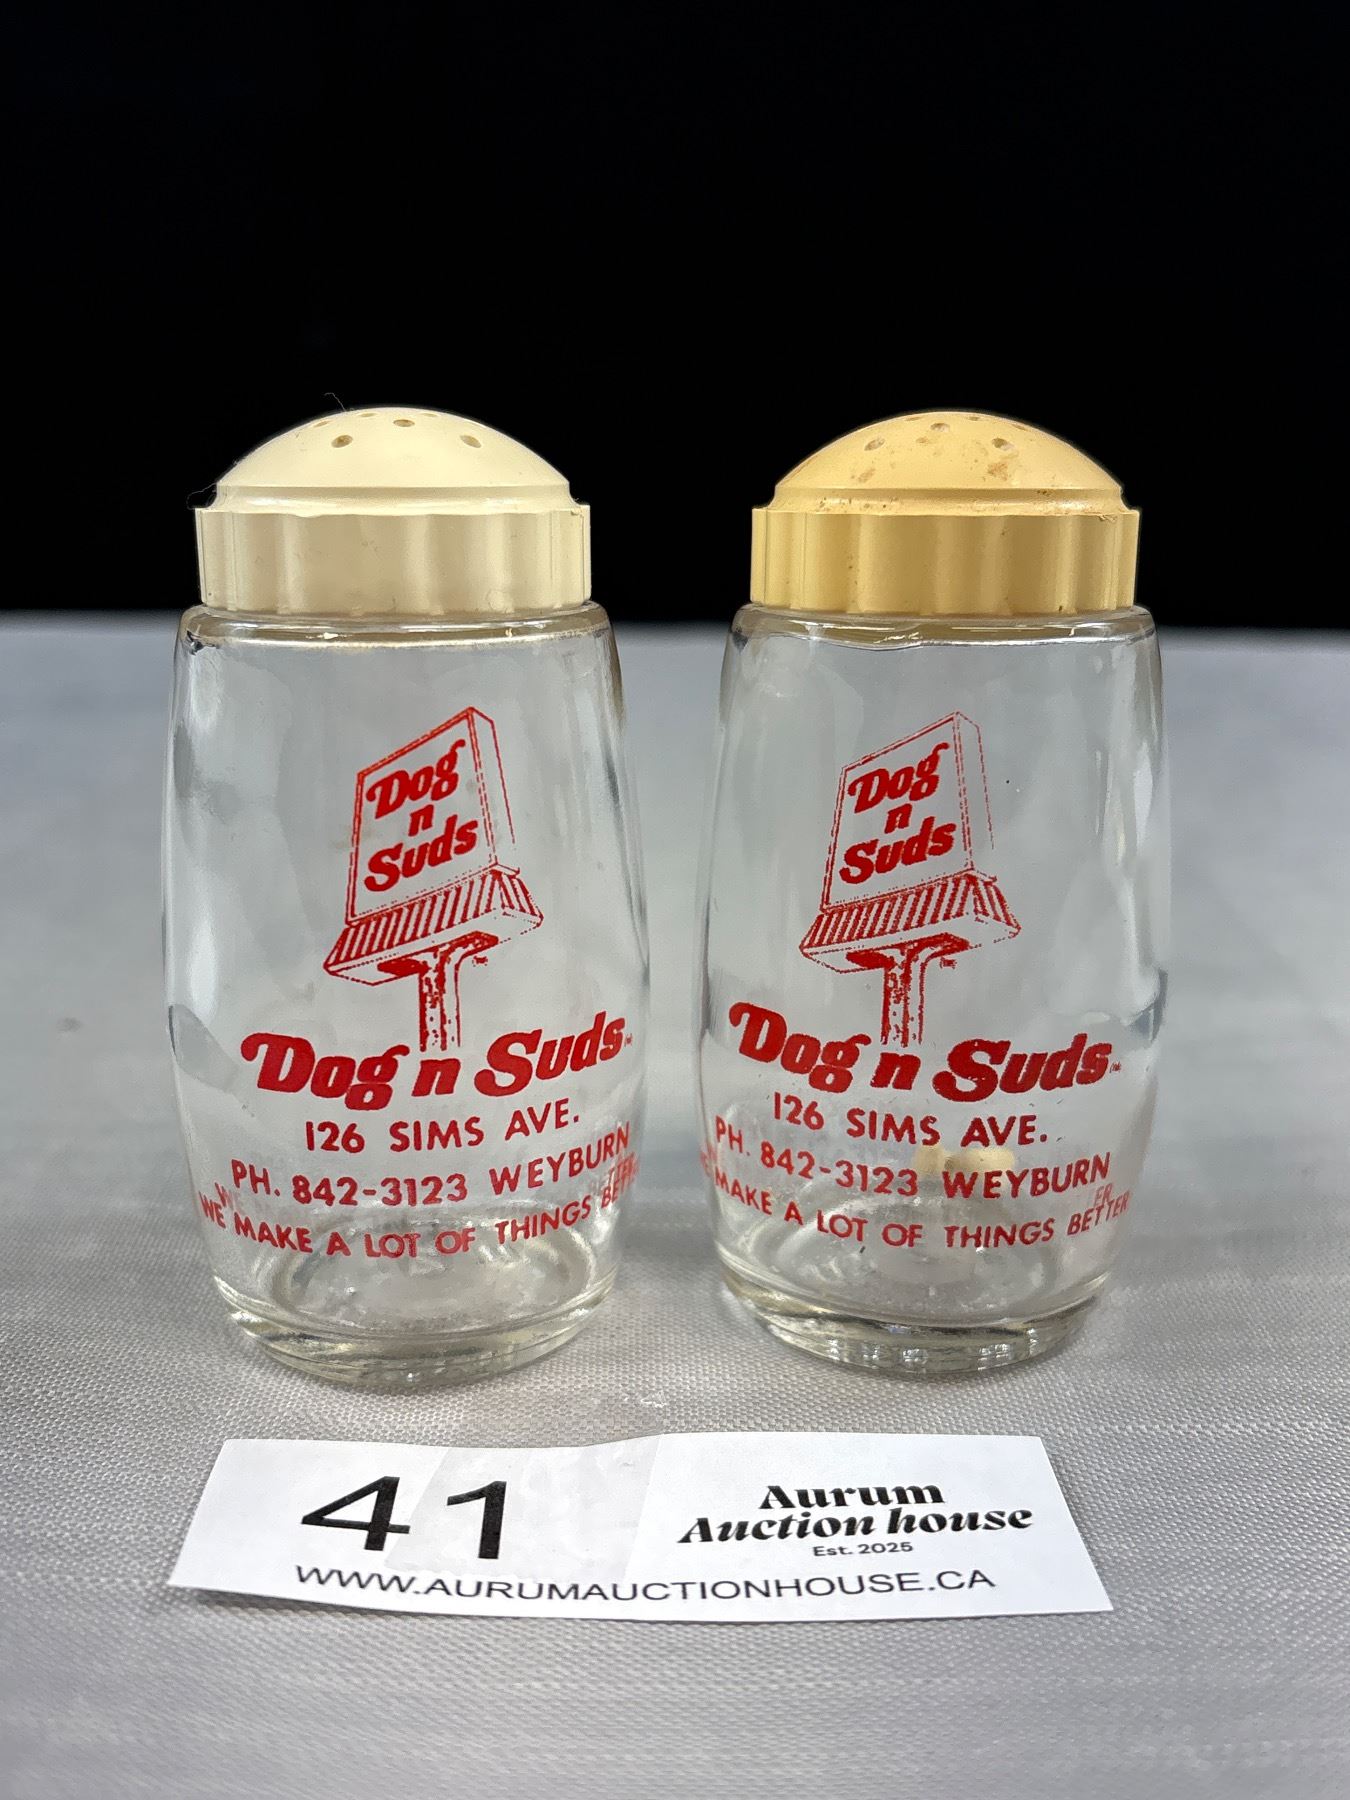 Dog
n
Suds
Dog n Suds
126 SIMS AVE.
PH. 842-3123 WEYBURN
WE MAKE A LOT OF THINGS BETTER
Dog
n
Suds
Dog n Suds
126 SIMS AVE.
PH. 842-3123 WEYBURN
WE MAKE A LOT OF THINGS BETTER
41
Aurum
Auction house
Est. 2025
WWW.AURUMAUCTIONHOUSE.CA